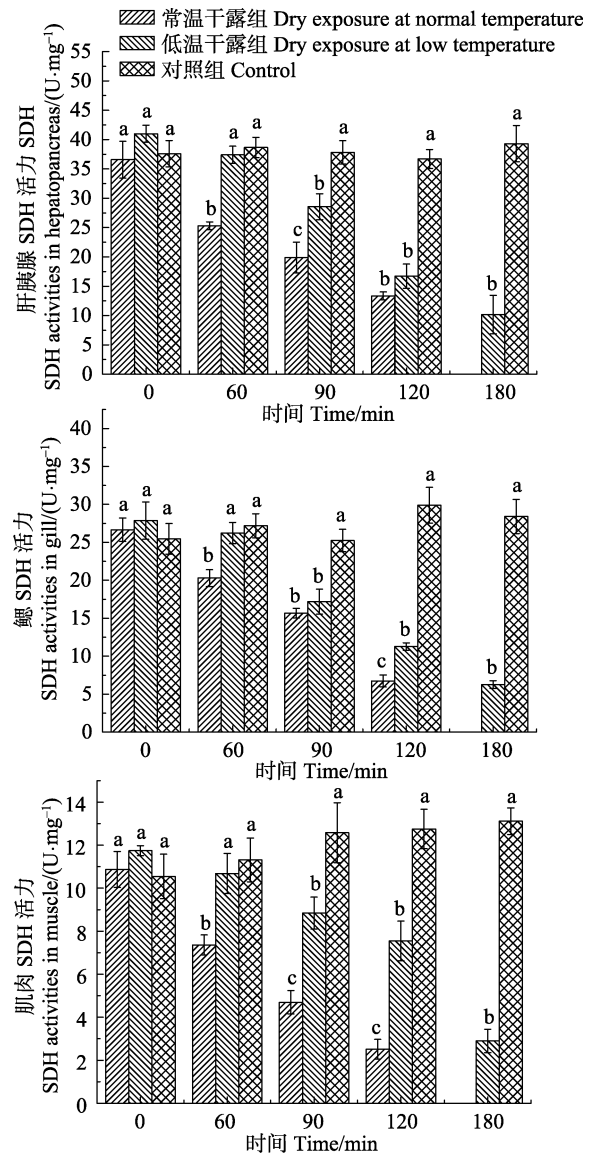 常温干露组 Dry exposure at normal temperature
低温干露组 Dry exposure at low temperature
对照组 Control
肝胰腺 SDH 活力 SDH
SDH activities in hepatopancreas/(U·mg⁻¹)
55
50
45
40
35
30
25
20
15
10
5
0
a a a
b a a
c b a
b b a
b a
0 60 90 120 180
时间 Time/min
鳃 SDH 活力
SDH activities in gill/(U·mg⁻¹)
40
35
30
25
20
15
10
5
0
a a a
b a a
b b a
c b a
b a
0 60 90 120 180
时间 Time/min
肌肉 SDH 活力
SDH activities in muscle/(U·mg⁻¹)
14
12
10
8
6
4
2
0
a a a
b a a
c b a
c b a
b a
0 60 90 120 180
时间 Time/min